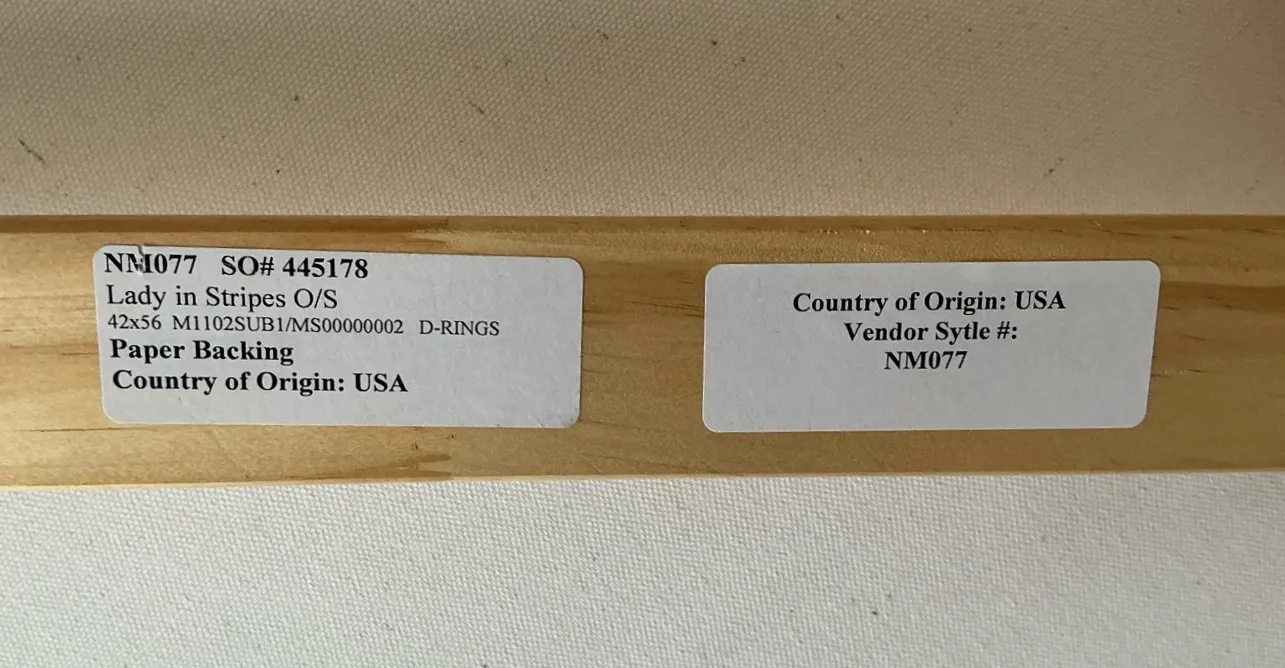 NM077 SO# 445178
Lady in Stripes O/S
42x56 M1102SUB1/MS00000002 D-RINGS
Paper Backing
Country of Origin: USA
Country of Origin: USA
Vendor Sytle #:
NM077